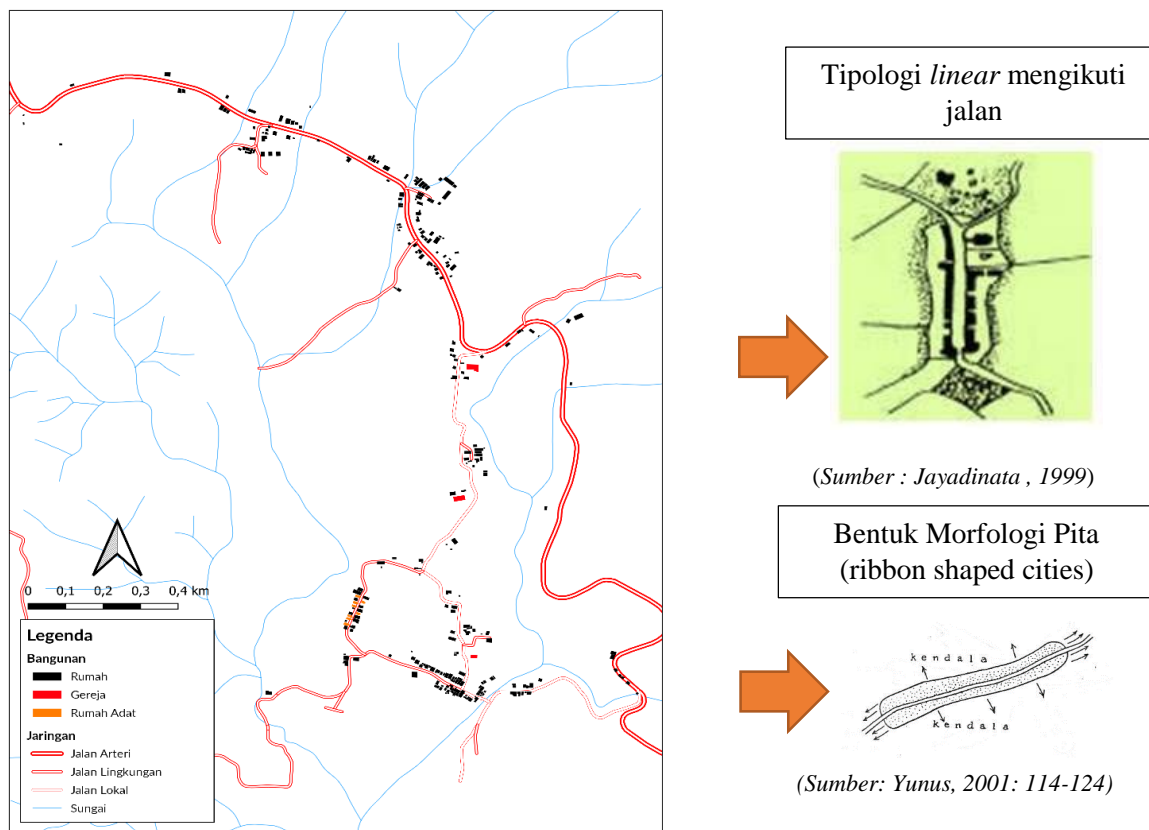 Tipologi linear mengikuti
jalan
(Sumber : Jayadinata , 1999)
Bentuk Morfologi Pita
(ribbon shaped cities)
kendala
kendala
(Sumber: Yunus, 2001: 114-124)
0 0,1 0,2 0,3 0,4 km
Legenda
Bangunan
Rumah
Gereja
Rumah Adat
Jaringan
Jalan Arteri
Jalan Lingkungan
Jalan Lokal
Sungai